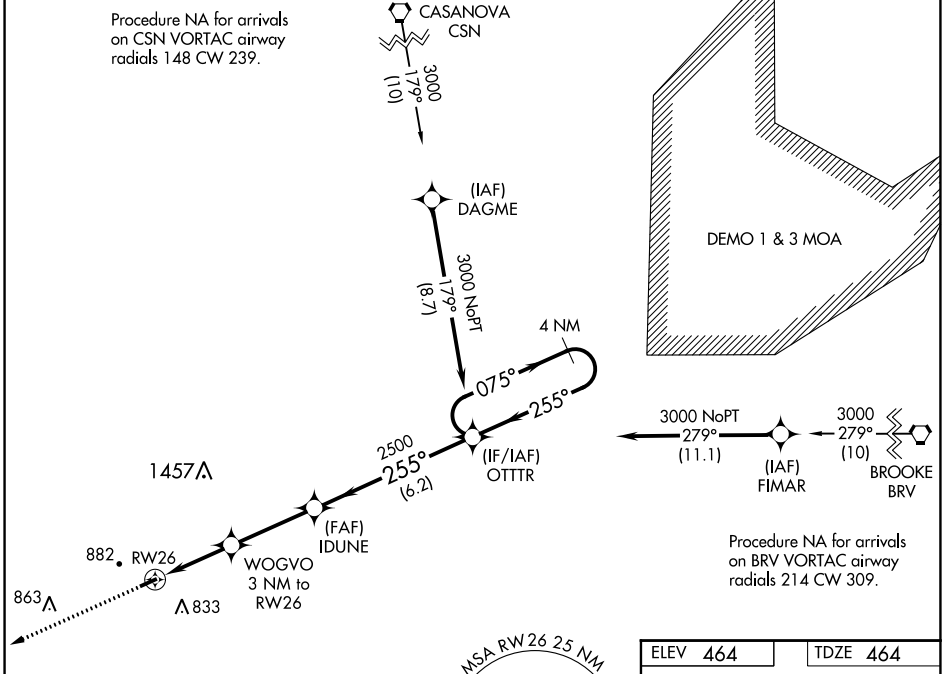 Procedure NA for arrivals
on CSN VORTAC airway
radials 148 CW 239.
CASANOVA
CSN
3000
179°
(10)
(IAF)
DAGME
3000 NoPT
179°
(8.7)
DEMO 1 & 3 MOA
4 NM
075°
255°
3000 NoPT
279°
(11.1)
3000
279°
(10)
(IAF)
FIMAR
BROOKE
BRV
2500
255°
(6.2)
(IF/IAF)
OTTTR
1457
(FAF)
IDUNE
Procedure NA for arrivals
on BRV VORTAC airway
radials 214 CW 309.
882
RW26
WOGVO
3 NM to
RW26
863
833
MSA RW26 25 NM
ELEV 464
TDZE 464